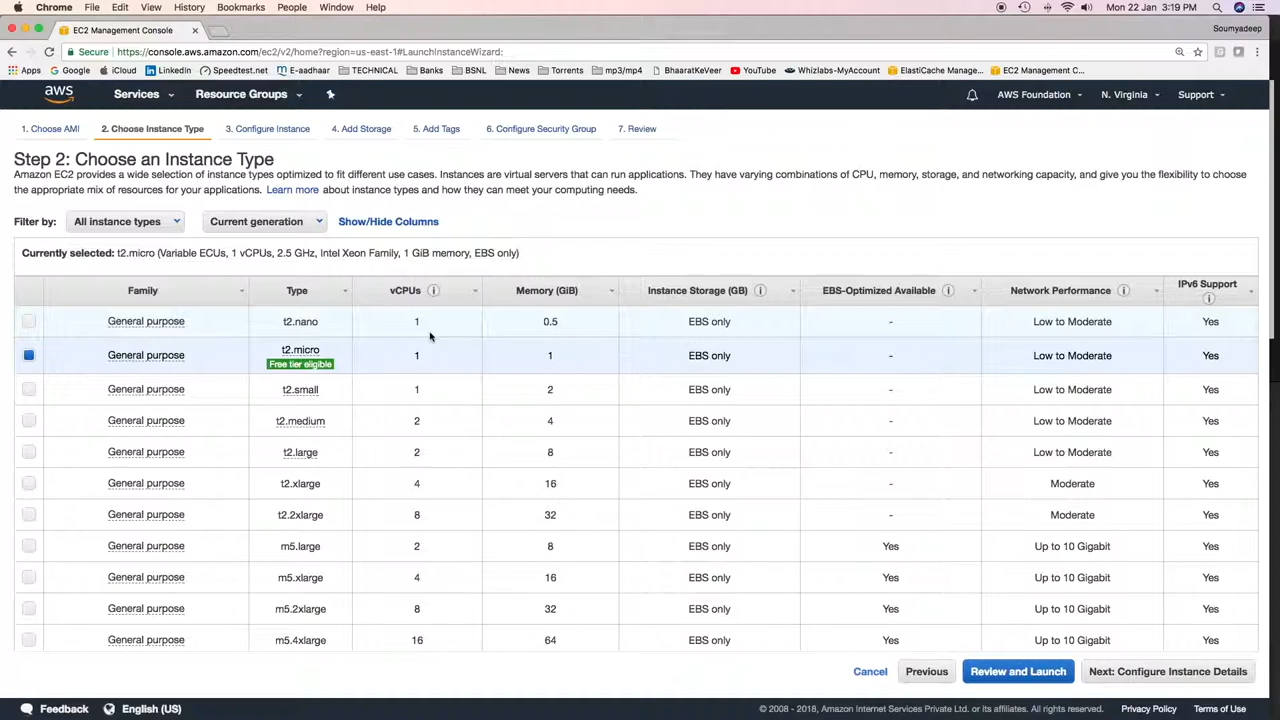 Chrome File Edit View History Bookmarks People Window Help Mon 22 Jan 3:19 PM
EC2 Management Console Soumyadeep
Secure https://console.aws.amazon.com/ec2/v2/home?region=us-east-1#LaunchInstanceWizard:
Apps Google iCloud LinkedIn Speedtest.net E-aadhaar TECHNICAL Banks BSNL News Torrents mp3/mp4 BhaaratKeVeer YouTube Whizlabs-MyAccount ElastiCache Manage... EC2 Management C...
aws Services Resource Groups AWS Foundation N. Virginia Support
1. Choose AMI 2. Choose Instance Type 3. Configure Instance 4. Add Storage 5. Add Tags 6. Configure Security Group 7. Review
Step 2: Choose an Instance Type
Amazon EC2 provides a wide selection of instance types optimized to fit different use cases. Instances are virtual servers that can run applications. They have varying combinations of CPU, memory, storage, and networking capacity, and give you the flexibility to choose
the appropriate mix of resources for your applications. Learn more about instance types and how they can meet your computing needs.
Filter by: All instance types Current generation Show/Hide Columns
Currently selected: t2.micro (Variable ECUs, 1 vCPUs, 2.5 GHz, Intel Xeon Family, 1 GiB memory, EBS only)
Family Type vCPUs Memory (GiB) Instance Storage (GB) EBS-Optimized Available Network Performance IPv6 Support
General purpose t2.nano 1 0.5 EBS only - Low to Moderate Yes
General purpose t2.micro 1 1 EBS only - Low to Moderate Yes
Free tier eligible
General purpose t2.small 1 2 EBS only - Low to Moderate Yes
General purpose t2.medium 2 4 EBS only - Low to Moderate Yes
General purpose t2.large 2 8 EBS only - Low to Moderate Yes
General purpose t2.xlarge 4 16 EBS only - Moderate Yes
General purpose t2.2xlarge 8 32 EBS only - Moderate Yes
General purpose m5.large 2 8 EBS only Yes Up to 10 Gigabit Yes
General purpose m5.xlarge 4 16 EBS only Yes Up to 10 Gigabit Yes
General purpose m5.2xlarge 8 32 EBS only Yes Up to 10 Gigabit Yes
General purpose m5.4xlarge 16 64 EBS only Yes Up to 10 Gigabit Yes
Cancel Previous Review and Launch Next: Configure Instance Details
Feedback English (US) © 2008 - 2018, Amazon Internet Services Private Ltd. or its affiliates. All rights reserved. Privacy Policy Terms of Use